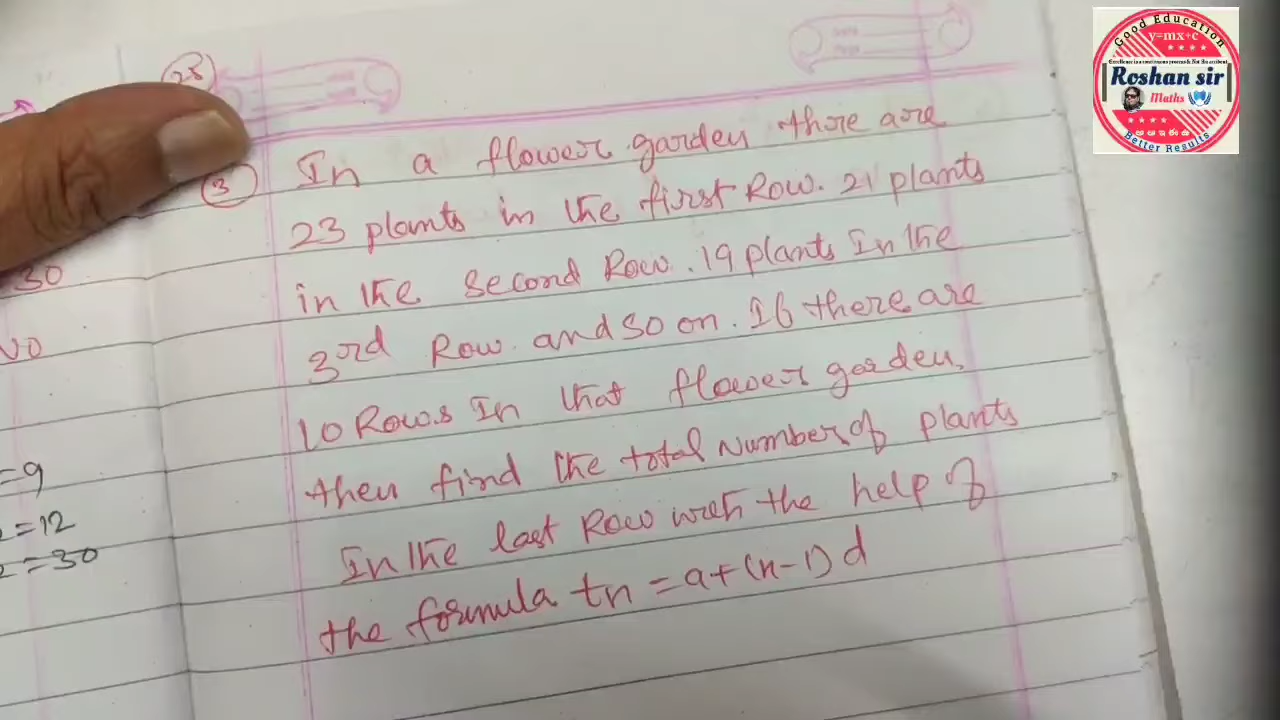 28
3
In a flower garden there are
23 plants in the first Row. 21 plants
in the second Row. 19 plants In the
3rd Row and so on. If there are
10 Rows In that flower garden.
then find the total Number of plants
In the last Row with the help of
the formula tn = a+(n-1) d
30
=9
=12
=30
Good Education
y=mx+c
Roshan sir
Maths
Better Results